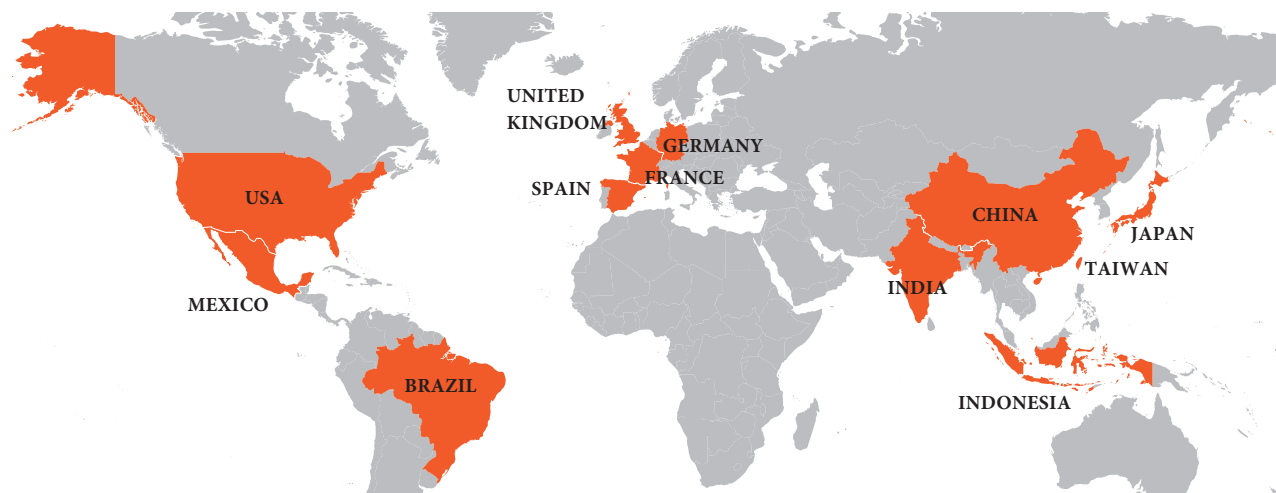 UNITED
KINGDOM
GERMANY
FRANCE
SPAIN
USA
CHINA
JAPAN
TAIWAN
INDIA
MEXICO
BRAZIL
INDONESIA